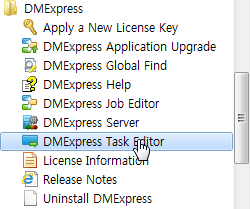 DMExpress
Apply a New License Key
DMExpress Application Upgrade
DMExpress Global Find
DMExpress Help
DMExpress Job Editor
DMExpress Server
DMExpress Task Editor
License Information
Release Notes
Uninstall DMExpress